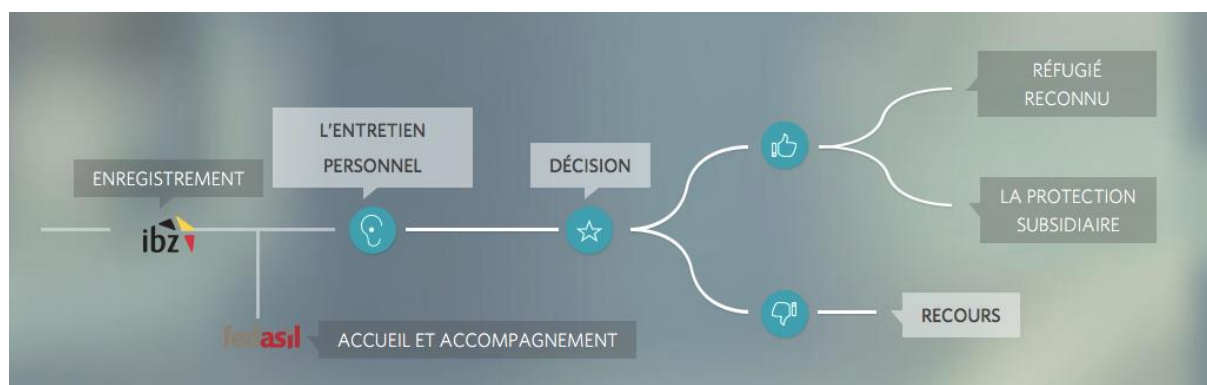 ENREGISTREMENT
ibz
fedasil
ACCUEIL ET ACCOMPAGNEMENT
L'ENTRETIEN
PERSONNEL
DÉCISION
RÉFUGIÉ
RECONNU
LA PROTECTION
SUBSIDIAIRE
RECOURS